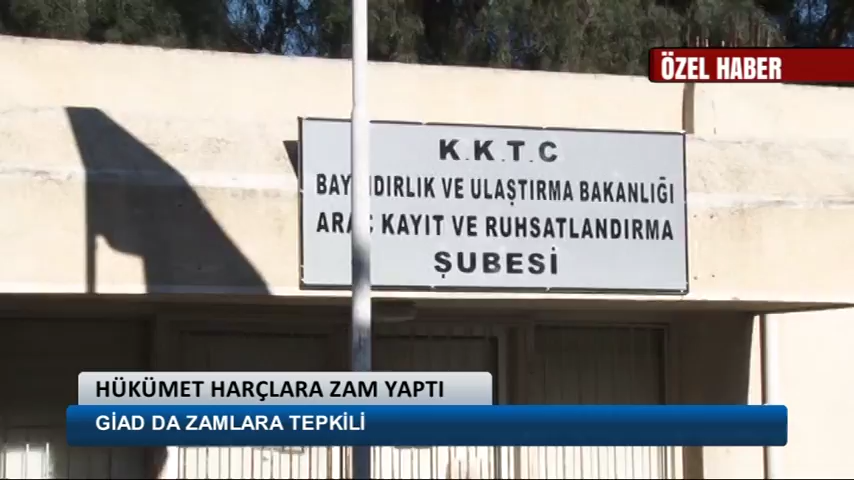 ÖZEL HABER
K.K.T.C
BAYINDIRLIK VE ULAŞTIRMA BAKANLIĞI
ARAÇ KAYIT VE RUHSATLANDIRMA
ŞUBESİ
HÜKÜMET HARÇLARA ZAM YAPTI
GİAD DA ZAMLARA TEPKİLİ